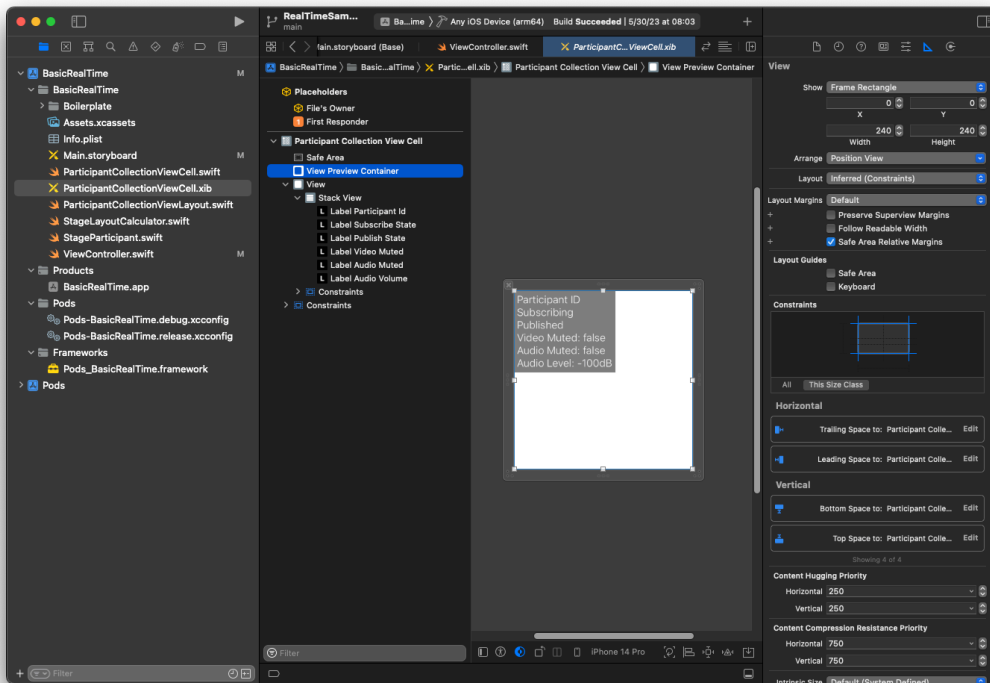 RealTimeSam...
main
Ba...ime
Any iOS Device (arm64)
Build Succeeded | 5/30/23 at 08:03
BasicRealTime
M
BasicRealTime
Boilerplate
Assets.xcassets
Info.plist
Main.storyboard
M
ParticipantCollectionViewCell.swift
ParticipantCollectionViewCell.xib
ParticipantCollectionViewLayout.swift
StageLayoutCalculator.swift
StageParticipant.swift
ViewController.swift
M
Products
BasicRealTime.app
Pods
Pods-BasicRealTime.debug.xcconfig
Pods-BasicRealTime.release.xcconfig
Frameworks
Pods_BasicRealTime.framework
Pods
Filter
ain.storyboard (Base)
ViewController.swift
ParticipantC...ViewCell.xib
BasicRealTime
Basic...alTime
Partic...ell.xib
Participant Collection View Cell
View Preview Container
Placeholders
File's Owner
1 First Responder
Participant Collection View Cell
Safe Area
View Preview Container
View
Stack View
L Label Participant Id
L Label Subscribe State
L Label Publish State
L Label Video Muted
L Label Audio Muted
L Label Audio Volume
Constraints
Constraints
Filter
Participant ID
Subscribing
Published
Video Muted: false
Audio Muted: false
Audio Level: -100dB
iPhone 14 Pro
View
Show Frame Rectangle
0 0
X Y
240 240
Width Height
Arrange Position View
Layout Inferred (Constraints)
Layout Margins Default
Preserve Superview Margins
Follow Readable Width
Safe Area Relative Margins
Layout Guides
Safe Area
Keyboard
Constraints
All This Size Class
Horizontal
Trailing Space to: Participant Colle... Edit
Leading Space to: Participant Colle... Edit
Vertical
Bottom Space to: Participant Colle... Edit
Top Space to: Participant Colle... Edit
Showing 4 of 4
Content Hugging Priority
Horizontal 250
Vertical 250
Content Compression Resistance Priority
Horizontal 750
Vertical 750
Intrinsic Size Default (System Defined)